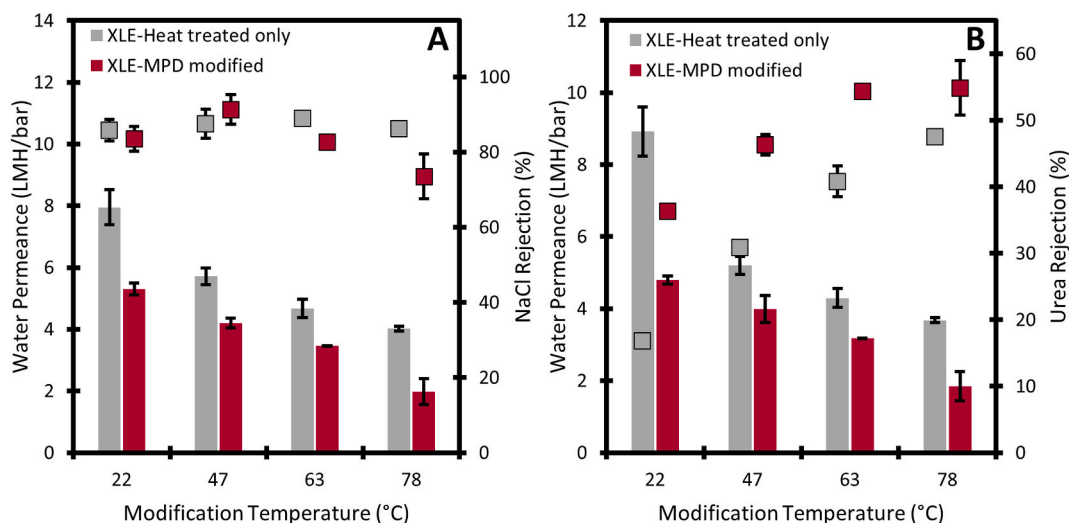 A
XLE-Heat treated only
XLE-MPD modified
Water Permeance (LMH/bar)
14
12
10
8
6
4
2
0
NaCl Rejection (%)
100
80
60
40
20
0
22 47 63 78
Modification Temperature (°C)
B
XLE-Heat treated only
XLE-MPD modified
Water Permeance (LMH/bar)
12
10
8
6
4
2
0
Urea Rejection (%)
60
50
40
30
20
10
0
22 47 63 78
Modification Temperature (°C)